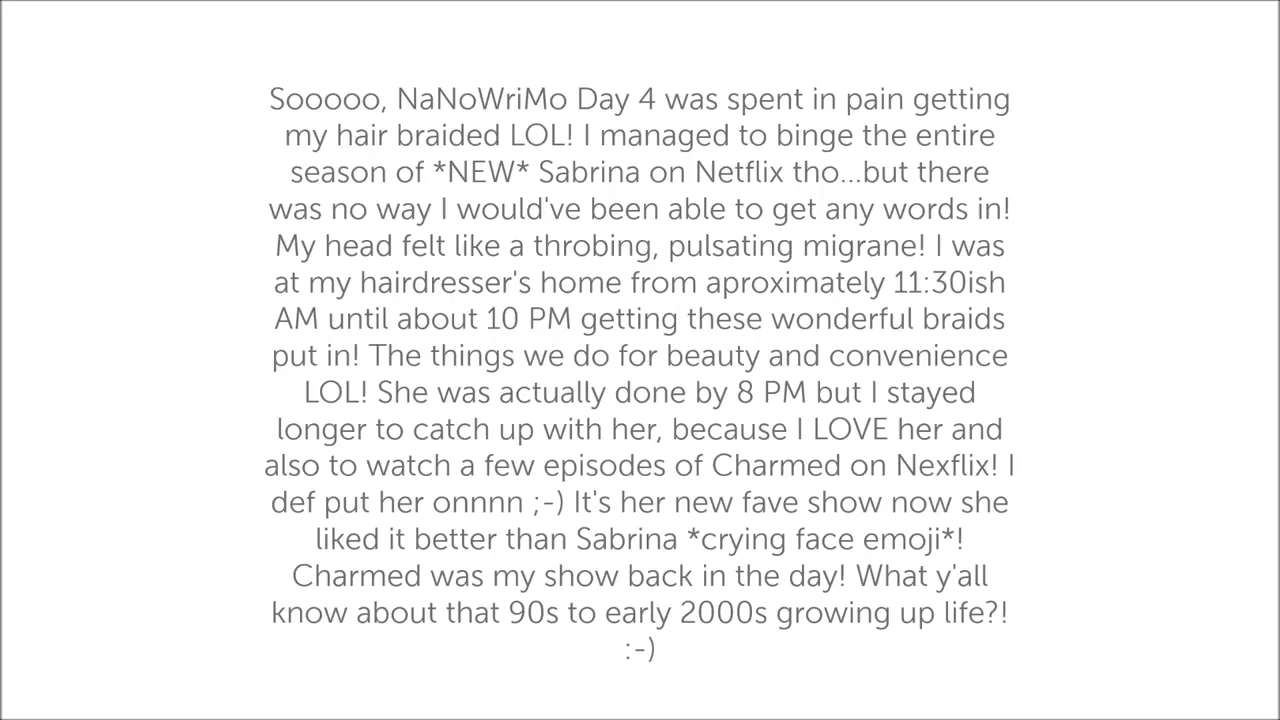 Sooooo, NaNoWriMo Day 4 was spent in pain getting
my hair braided LOL! I managed to binge the entire
season of *NEW* Sabrina on Netflix tho...but there
was no way I would've been able to get any words in!
My head felt like a throbing, pulsating migrane! I was
at my hairdresser's home from aproximately 11:30ish
AM until about 10 PM getting these wonderful braids
put in! The things we do for beauty and convenience
LOL! She was actually done by 8 PM but I stayed
longer to catch up with her, because I LOVE her and
also to watch a few episodes of Charmed on Nexflix! I
def put her onnnn ;-) It's her new fave show now she
liked it better than Sabrina *crying face emoji*!
Charmed was my show back in the day! What y'all
know about that 90s to early 2000s growing up life?!
:-)